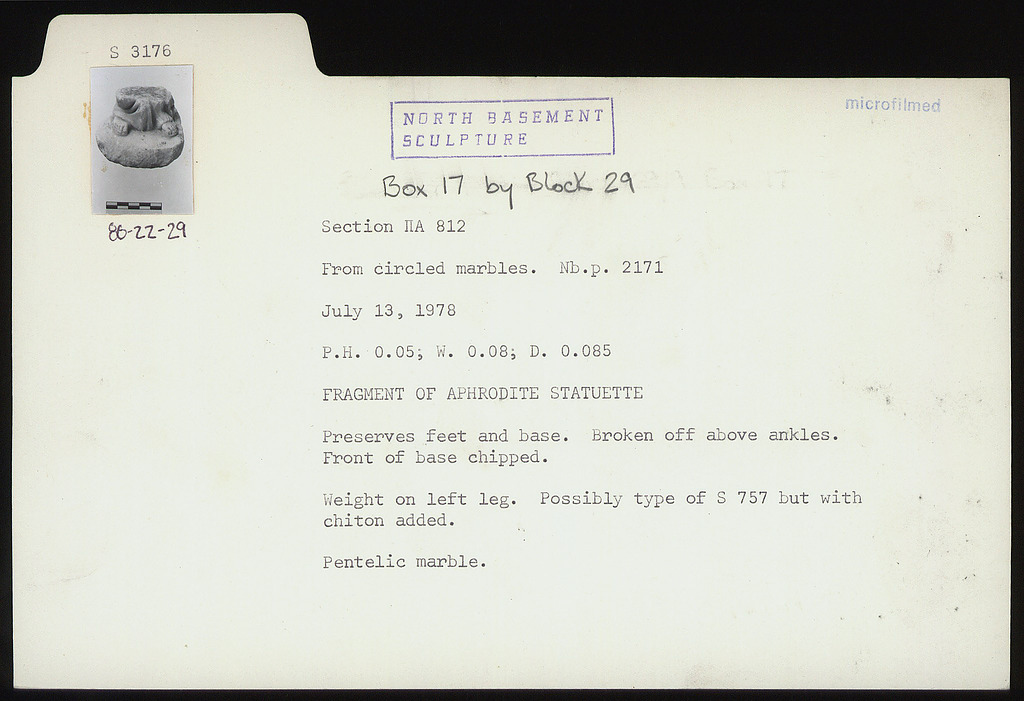 S 3176
microfilmed
NORTH BASEMENT
SCULPTURE
Box 17 by Block 29
86-22-29
Section ΠA 812
From circled marbles. Nb.p. 2171
July 13, 1978
P.H. 0.05; W. 0.08; D. 0.085
FRAGMENT OF APHRODITE STATUETTE
Preserves feet and base. Broken off above ankles.
Front of base chipped.
Weight on left leg. Possibly type of S 757 but with
chiton added.
Pentelic marble.